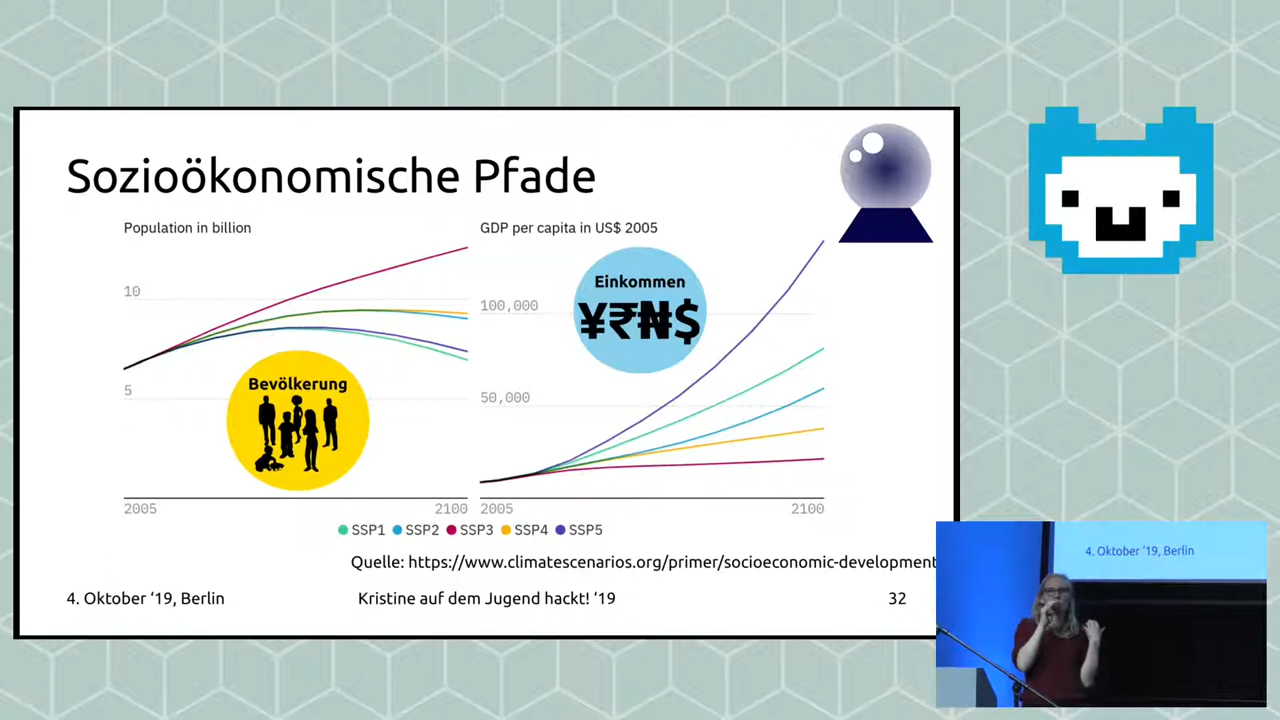 Sozioökonomische Pfade
Population in billion
10
5
Bevölkerung
2005
2100
GDP per capita in US$ 2005
100,000
50,000
Einkommen
¥₹₦$
2005
2100
SSP1 SSP2 SSP3 SSP4 SSP5
Quelle: https://www.climatescenarios.org/primer/socioeconomic-development
4. Oktober ‘19, Berlin
Kristine auf dem Jugend hackt! ‘19
32
4. Oktober ‘19, Berlin